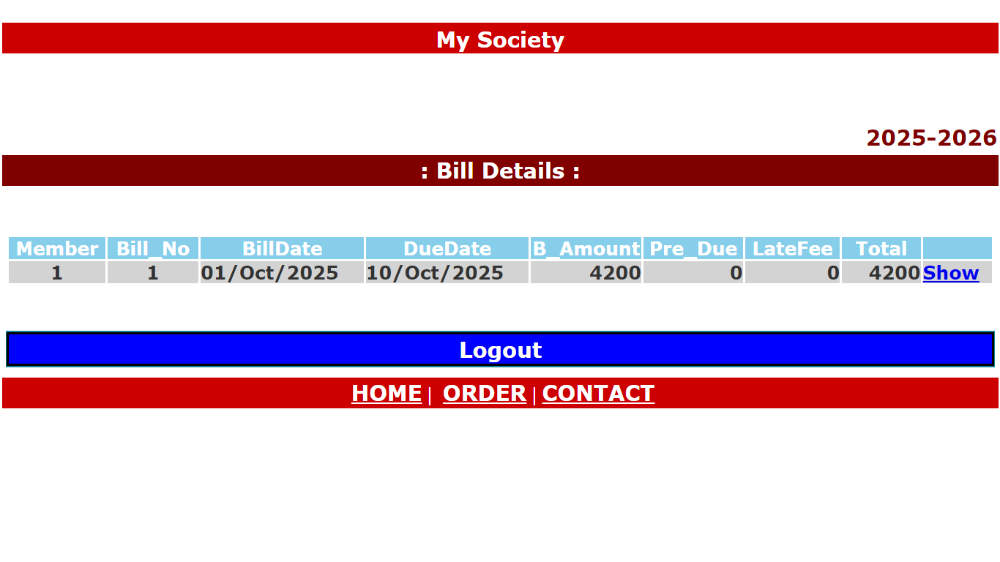 My Society
2025-2026
: Bill Details :
Member Bill_No BillDate DueDate B_Amount Pre_Due LateFee Total
1 1 01/Oct/2025 10/Oct/2025 4200 0 0 4200 Show
Logout
HOME | ORDER | CONTACT